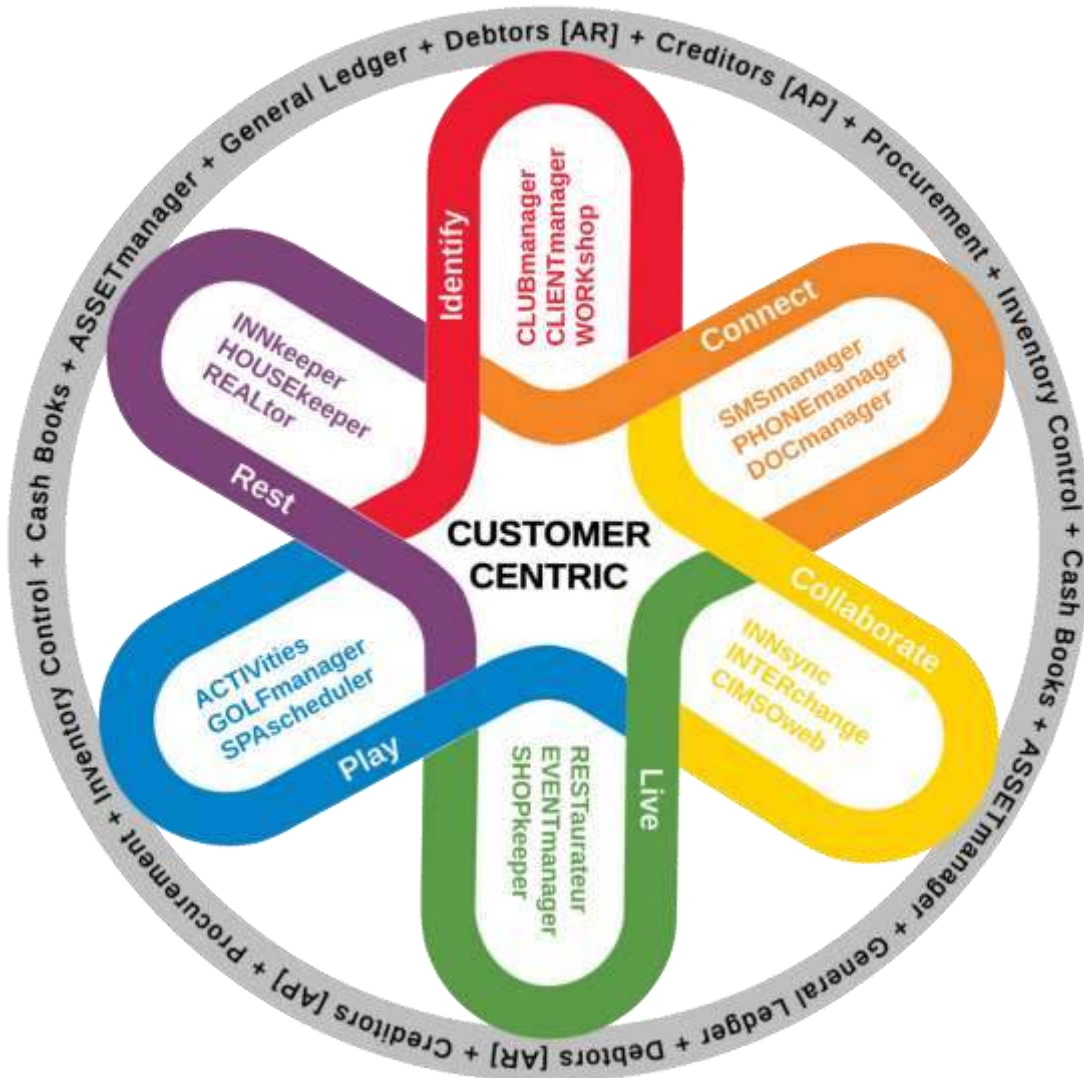 General Ledger + Debtors [AR] + Creditors [AP] + Procurement + Inventory Control + Cash Books + ASSETmanager + General Ledger + Debtors [AR] + Creditors [AP] + Procurement + Inventory Control + Cash Books + ASSETmanager +
Identify
CLUBmanager
CLIENTmanager
WORKshop
Connect
SMSmanager
PHONEmanager
DOCmanager
Collaborate
INNsync
INTERchange
CIMSOweb
Live
RESTaurateur
EVENTmanager
SHOPkeeper
Play
ACTIVities
GOLFmanager
SPAscheduler
Rest
INNkeeper
HOUSEkeeper
REALtor
CUSTOMER
CENTRIC